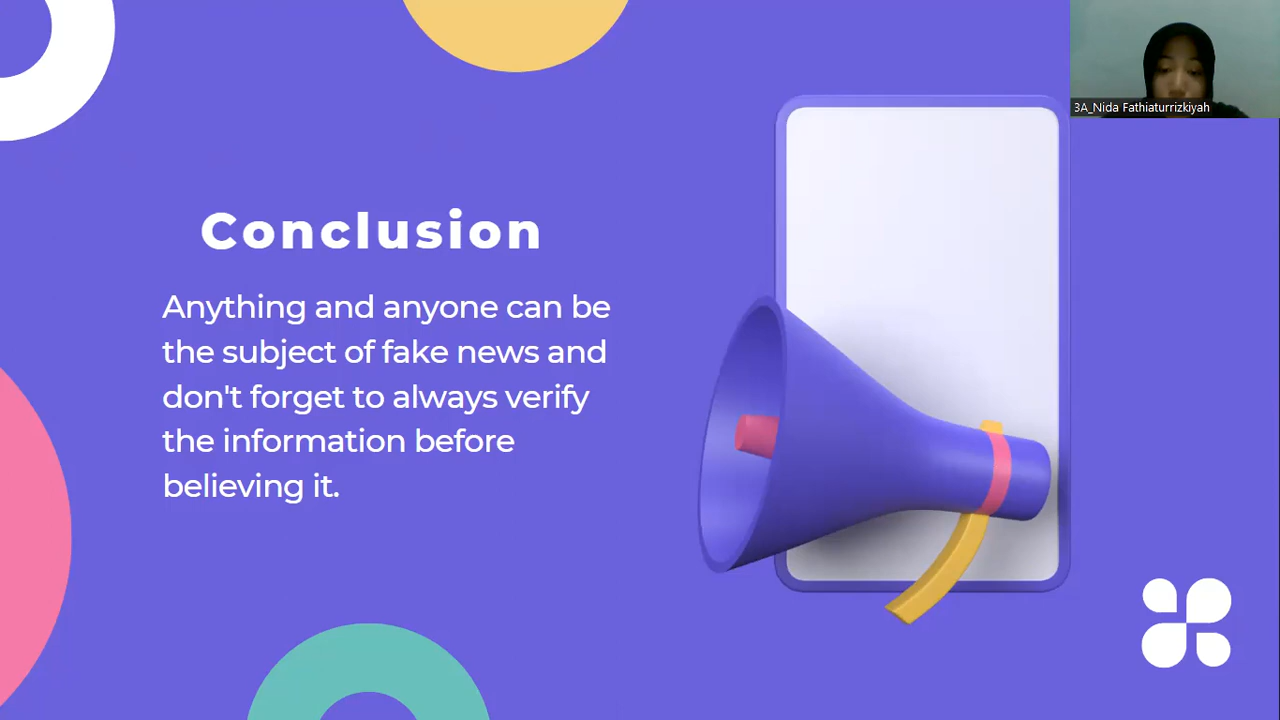 3A_Nida Fathiaturrizkiyah
Conclusion
Anything and anyone can be
the subject of fake news and
don't forget to always verify
the information before
believing it.